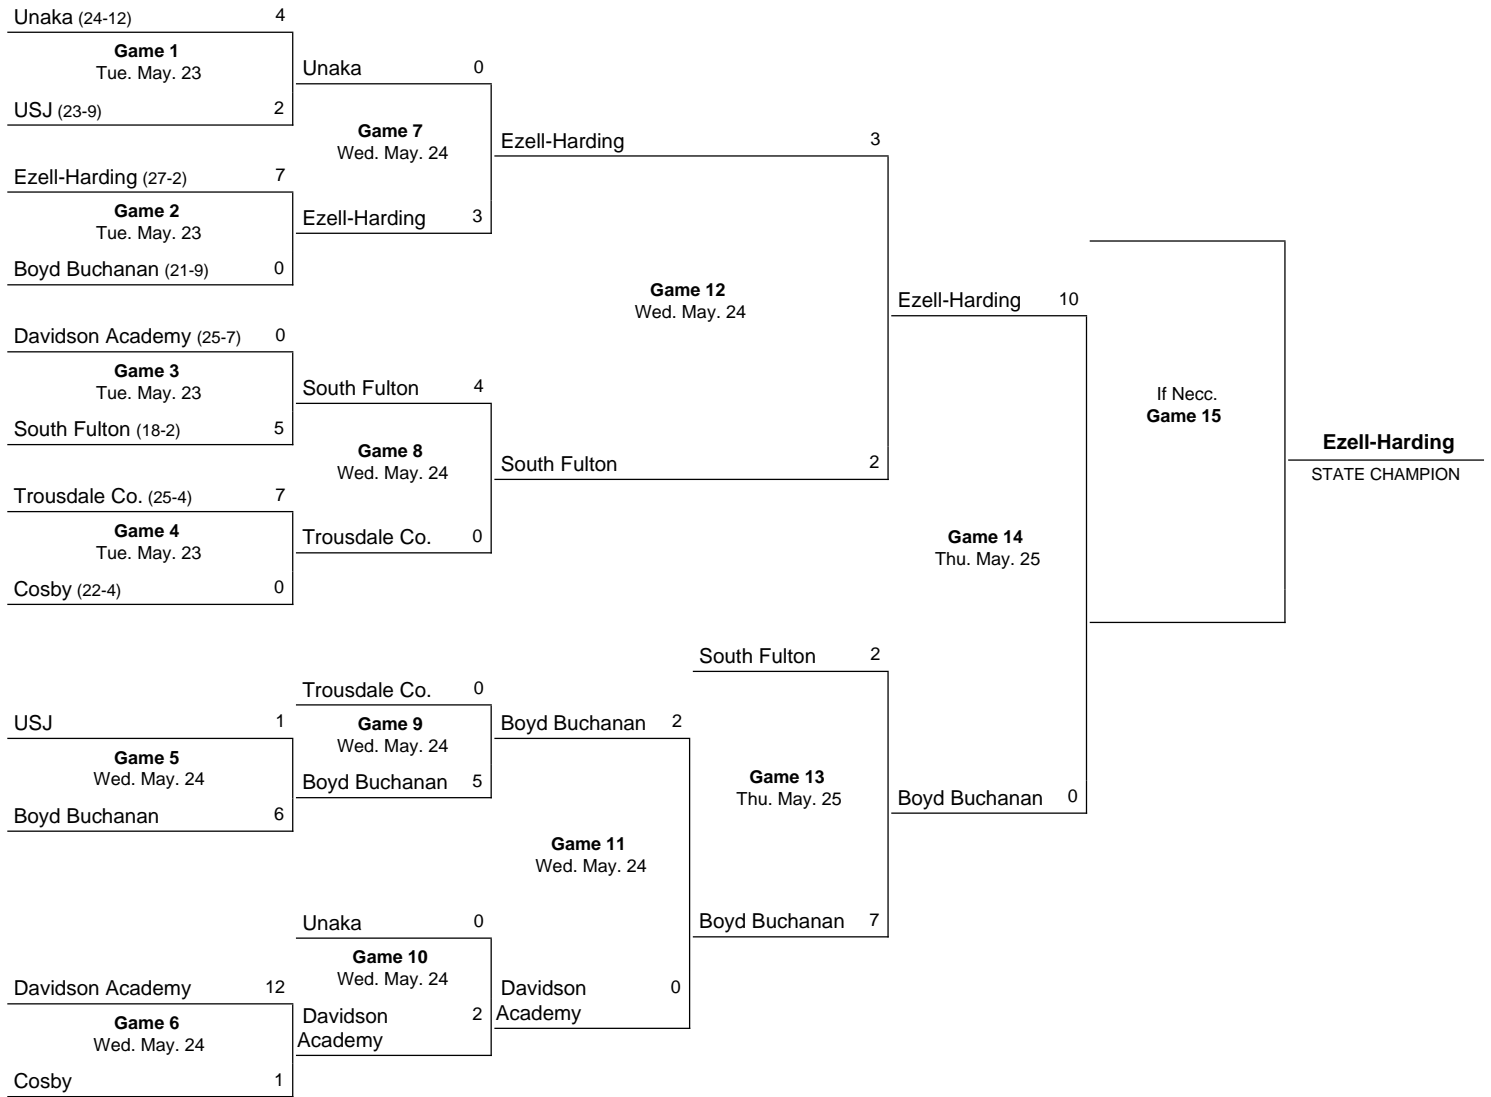 Unaka (24-12) 4
Game 1
Tue. May. 23
USJ (23-9) 2
Ezell-Harding (27-2) 7
Game 2
Tue. May. 23
Boyd Buchanan (21-9) 0
Davidson Academy (25-7) 0
Game 3
Tue. May. 23
South Fulton (18-2) 5
Trousdale Co. (25-4) 7
Game 4
Tue. May. 23
Cosby (22-4) 0
USJ 1
Game 5
Wed. May. 24
Boyd Buchanan 6
Davidson Academy 12
Game 6
Wed. May. 24
Cosby 1
Unaka 0
Game 7
Wed. May. 24
Ezell-Harding 3
South Fulton 4
Game 8
Wed. May. 24
Trousdale Co. 0
Trousdale Co. 0
Game 9
Wed. May. 24
Boyd Buchanan 5
Unaka 0
Game 10
Wed. May. 24
Davidson 2
Academy
Ezell-Harding 3
Game 12
Wed. May. 24
South Fulton 2
Boyd Buchanan 2
Game 11
Wed. May. 24
Davidson 0
Academy
South Fulton 2
Game 13
Thu. May. 25
Boyd Buchanan 7
Ezell-Harding 10
Game 14
Thu. May. 25
Boyd Buchanan 0
If Necc.
Game 15
Ezell-Harding
STATE CHAMPION